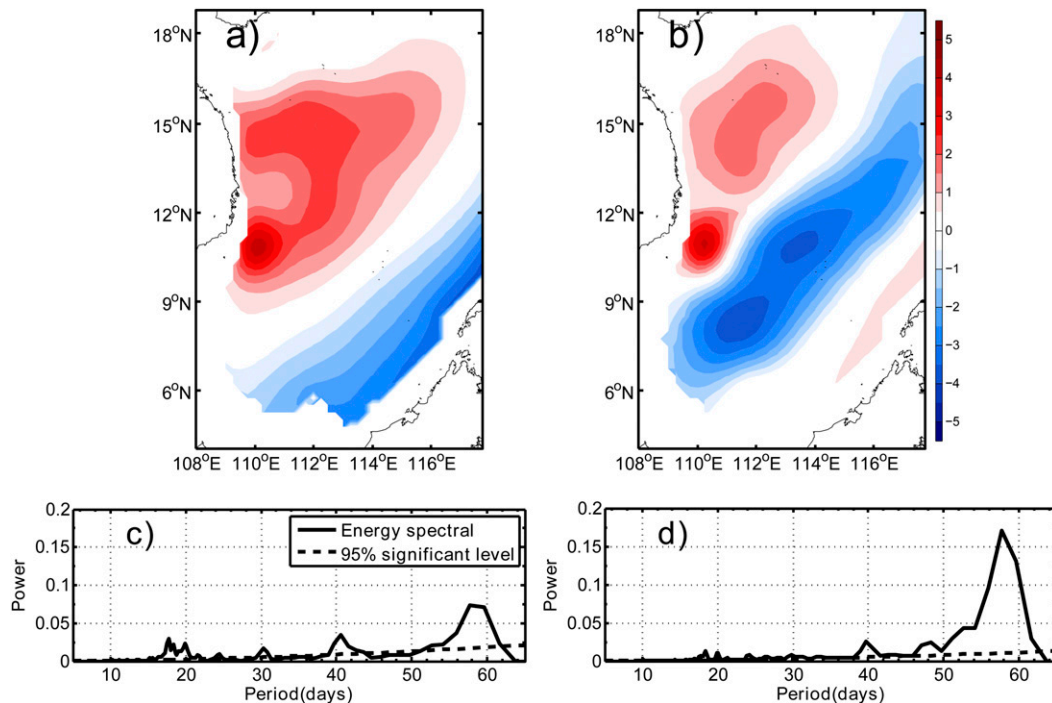 a)
b)
18°N
15°N
12°N
9°N
6°N
108°E 110°E 112°E 114°E 116°E
18°N
15°N
12°N
9°N
6°N
108°E 110°E 112°E 114°E 116°E
5
4
3
2
1
0
−1
−2
−3
−4
−5
c)
Energy spectral
95% significant level
0.2
0.15
0.1
0.05
0
Power
10 20 30 40 50 60
Period(days)
d)
0.2
0.15
0.1
0.05
0
Power
10 20 30 40 50 60
Period(days)